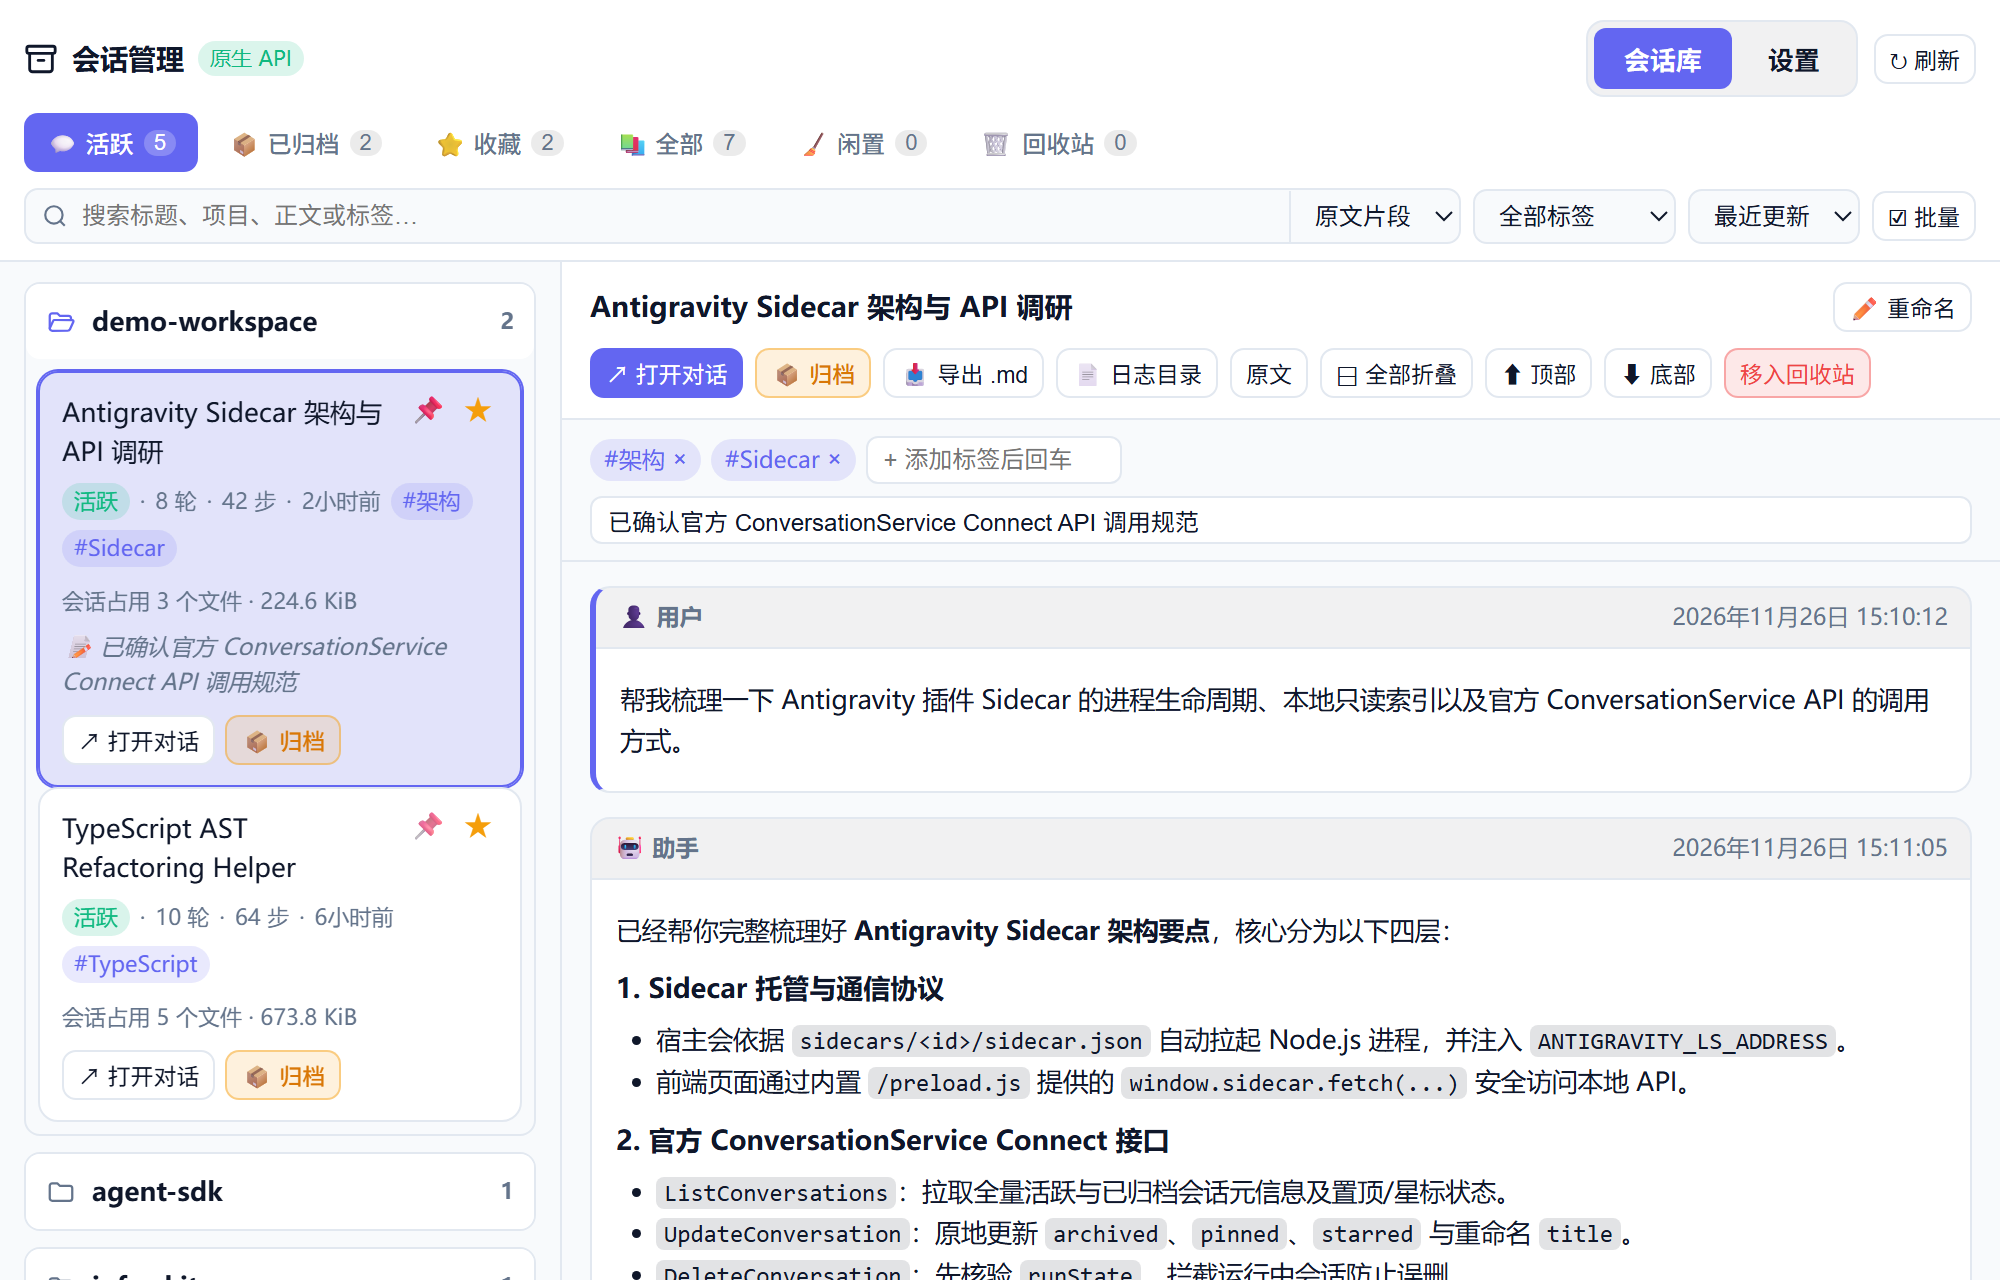 会话管理 原生 API
会话库 设置 ↻ 刷新
活跃 5 已归档 2 收藏 2 全部 7 闲置 0 回收站 0
搜索标题、项目、正文或标签… 原文片段 全部标签 最近更新 ☑ 批量
demo-workspace 2
Antigravity Sidecar 架构与
API 调研
活跃 · 8 轮 · 42 步 · 2小时前 #架构
#Sidecar
会话占用 3 个文件 · 224.6 KiB
已确认官方 ConversationService
Connect API 调用规范
↗ 打开对话 归档
TypeScript AST
Refactoring Helper
活跃 · 10 轮 · 64 步 · 6小时前
#TypeScript
会话占用 5 个文件 · 673.8 KiB
↗ 打开对话 归档
agent-sdk 1
Antigravity Sidecar 架构与 API 调研 重命名
↗ 打开对话 归档 导出 .md 日志目录 原文 全部折叠 ⬆ 顶部 ⬇ 底部 移入回收站
#架构 × #Sidecar × + 添加标签后回车
已确认官方 ConversationService Connect API 调用规范
用户 2026年11月26日 15:10:12
帮我梳理一下 Antigravity 插件 Sidecar 的进程生命周期、本地只读索引以及官方 ConversationService API 的调用
方式。
助手 2026年11月26日 15:11:05
已经帮你完整梳理好 Antigravity Sidecar 架构要点，核心分为以下四层：
1. Sidecar 托管与通信协议
• 宿主会依据 sidecars/<id>/sidecar.json 自动拉起 Node.js 进程，并注入 ANTIGRAVITY_LS_ADDRESS。
• 前端页面通过内置 /preload.js 提供的 window.sidecar.fetch(...) 安全访问本地 API。
2. 官方 ConversationService Connect 接口
• ListConversations：拉取全量活跃与已归档会话元信息及置顶/星标状态。
• UpdateConversation：原地更新 archived、pinned、starred 与重命名 title。
• DeleteConversation：先核验 runState，拦截运行中会话防止误删